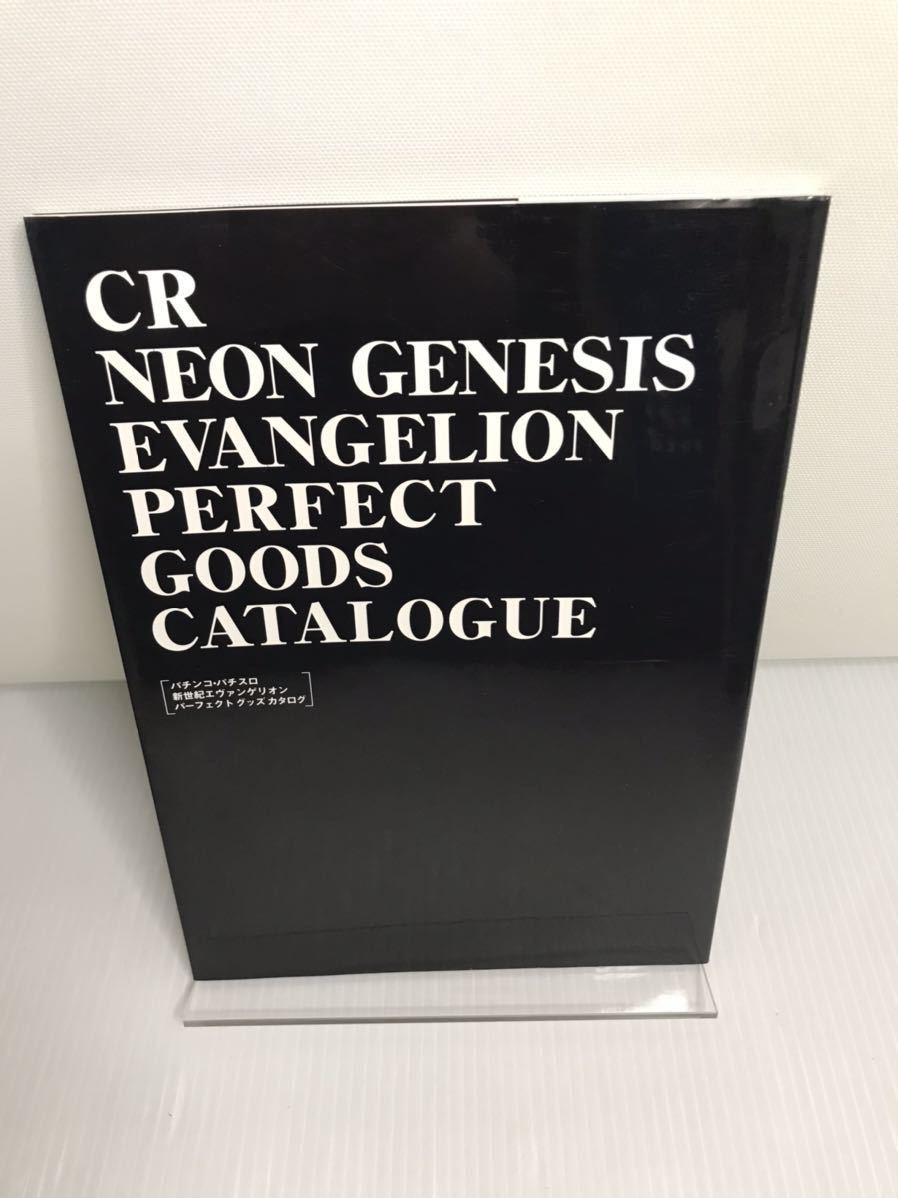 CR
NEON GENESIS
EVANGELION
PERFECT
GOODS
CATALOGUE
パチンコ・パチスロ
新世紀エヴァンゲリオン
パーフェクト グッズ カタログ